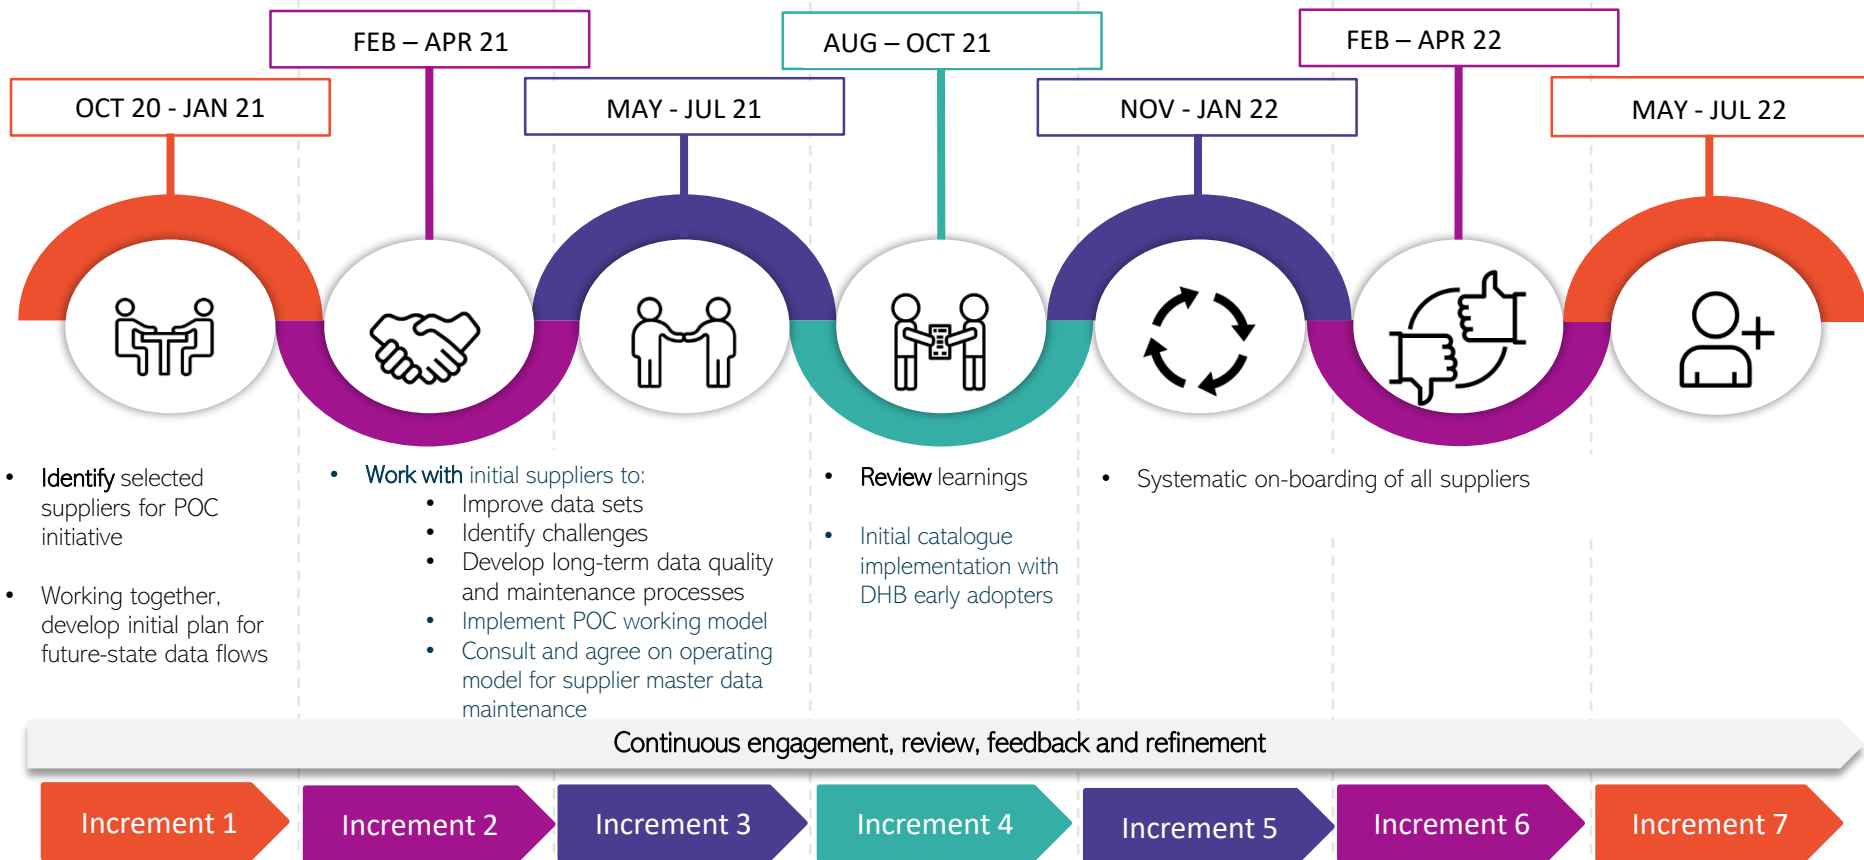 OCT 20 - JAN 21
FEB – APR 21
MAY - JUL 21
AUG – OCT 21
NOV - JAN 22
FEB – APR 22
MAY - JUL 22
• Identify selected
suppliers for POC
initiative
• Working together,
develop initial plan for
future-state data flows
• Work with initial suppliers to:
• Improve data sets
• Identify challenges
• Develop long-term data quality
and maintenance processes
• Implement POC working model
• Consult and agree on operating
model for supplier master data
maintenance
• Review learnings
• Initial catalogue
implementation with
DHB early adopters
• Systematic on-boarding of all suppliers
Continuous engagement, review, feedback and refinement
Increment 1
Increment 2
Increment 3
Increment 4
Increment 5
Increment 6
Increment 7